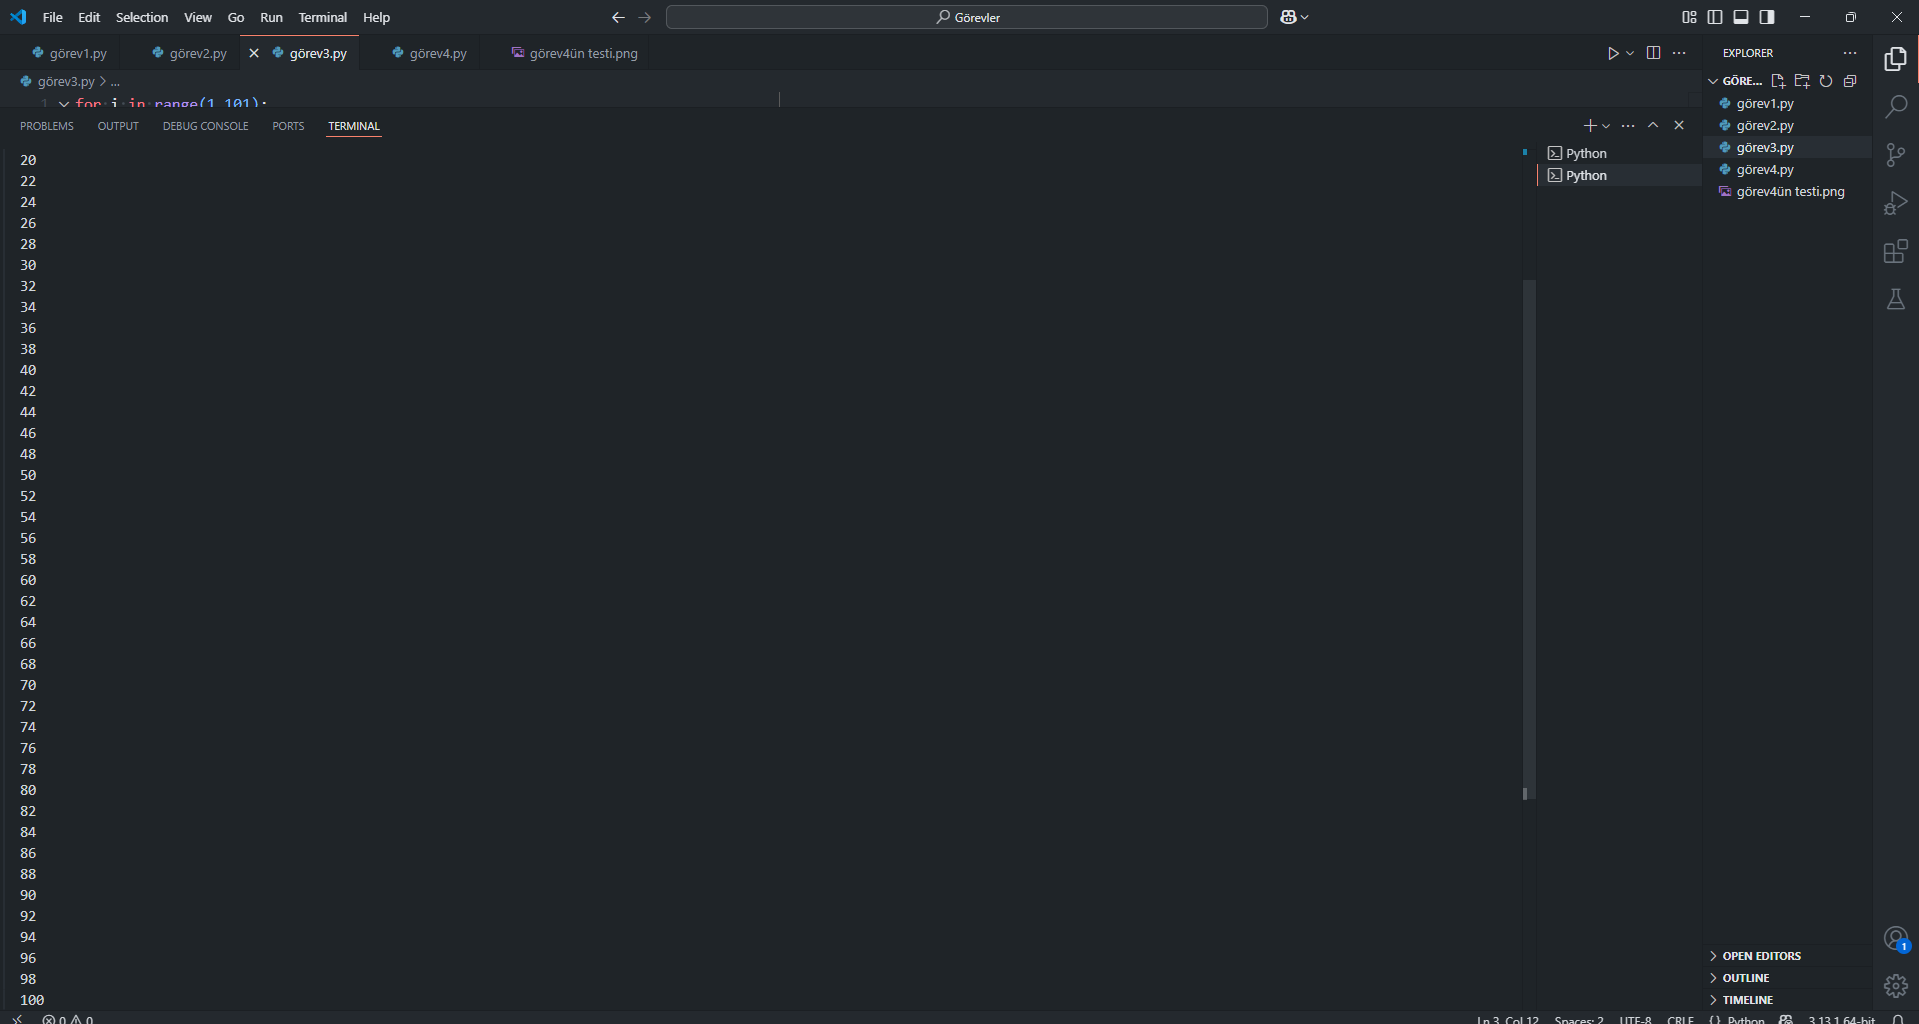 File Edit Selection View Go Run Terminal Help
Görevler
görev1.py görev2.py görev3.py görev4.py görev4ün testi.png
görev3.py > ...
1 for i in range(1,101):
PROBLEMS OUTPUT DEBUG CONSOLE PORTS TERMINAL
20
22
24
26
28
30
32
34
36
38
40
42
44
46
48
50
52
54
56
58
60
62
64
66
68
70
72
74
76
78
80
82
84
86
88
90
92
94
96
98
100
Python
Python
EXPLORER
GÖRE...
görev1.py
görev2.py
görev3.py
görev4.py
görev4ün testi.png
OPEN EDITORS
OUTLINE
TIMELINE
1
0 0
Ln 3, Col 12 Spaces: 2 UTF-8 CRLF {} Python 3.13.1 64-bit